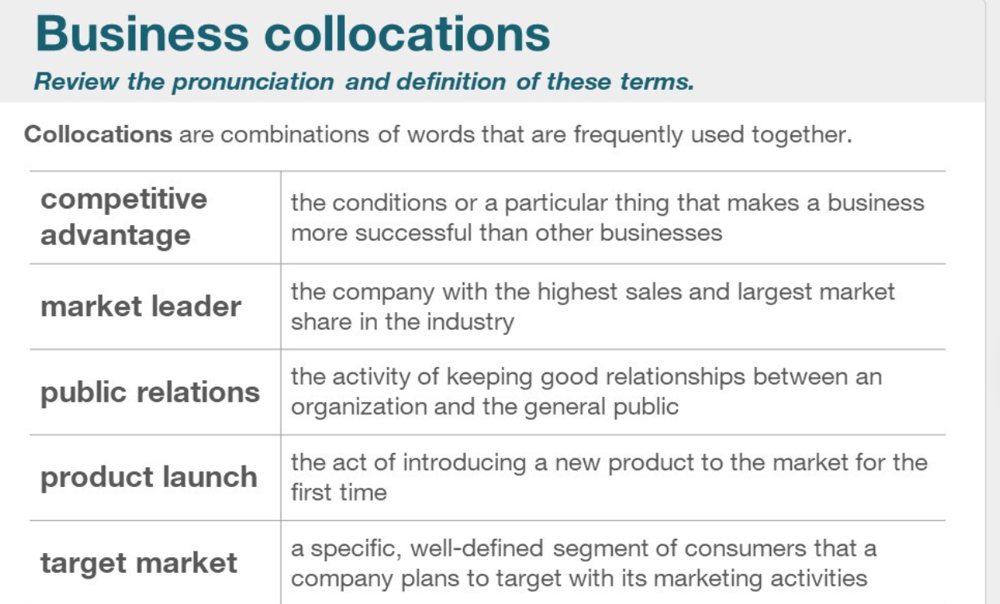 Business collocations
Review the pronunciation and definition of these terms.
Collocations are combinations of words that are frequently used together.
competitive
advantage
the conditions or a particular thing that makes a business
more successful than other businesses
market leader
the company with the highest sales and largest market
share in the industry
public relations
the activity of keeping good relationships between an
organization and the general public
product launch
the act of introducing a new product to the market for the
first time
target market
a specific, well-defined segment of consumers that a
company plans to target with its marketing activities